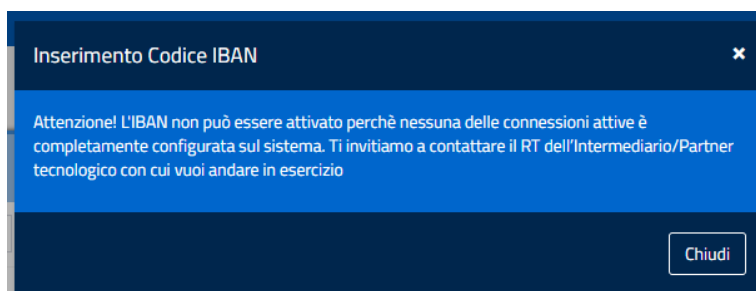 Inserimento Codice IBAN
×
Attenzione! L'IBAN non può essere attivato perchè nessuna delle connessioni attive è
completamente configurata sul sistema. Ti invitiamo a contattare il RT dell’Intermediario/Partner
tecnologico con cui vuoi andare in esercizio
Chiudi